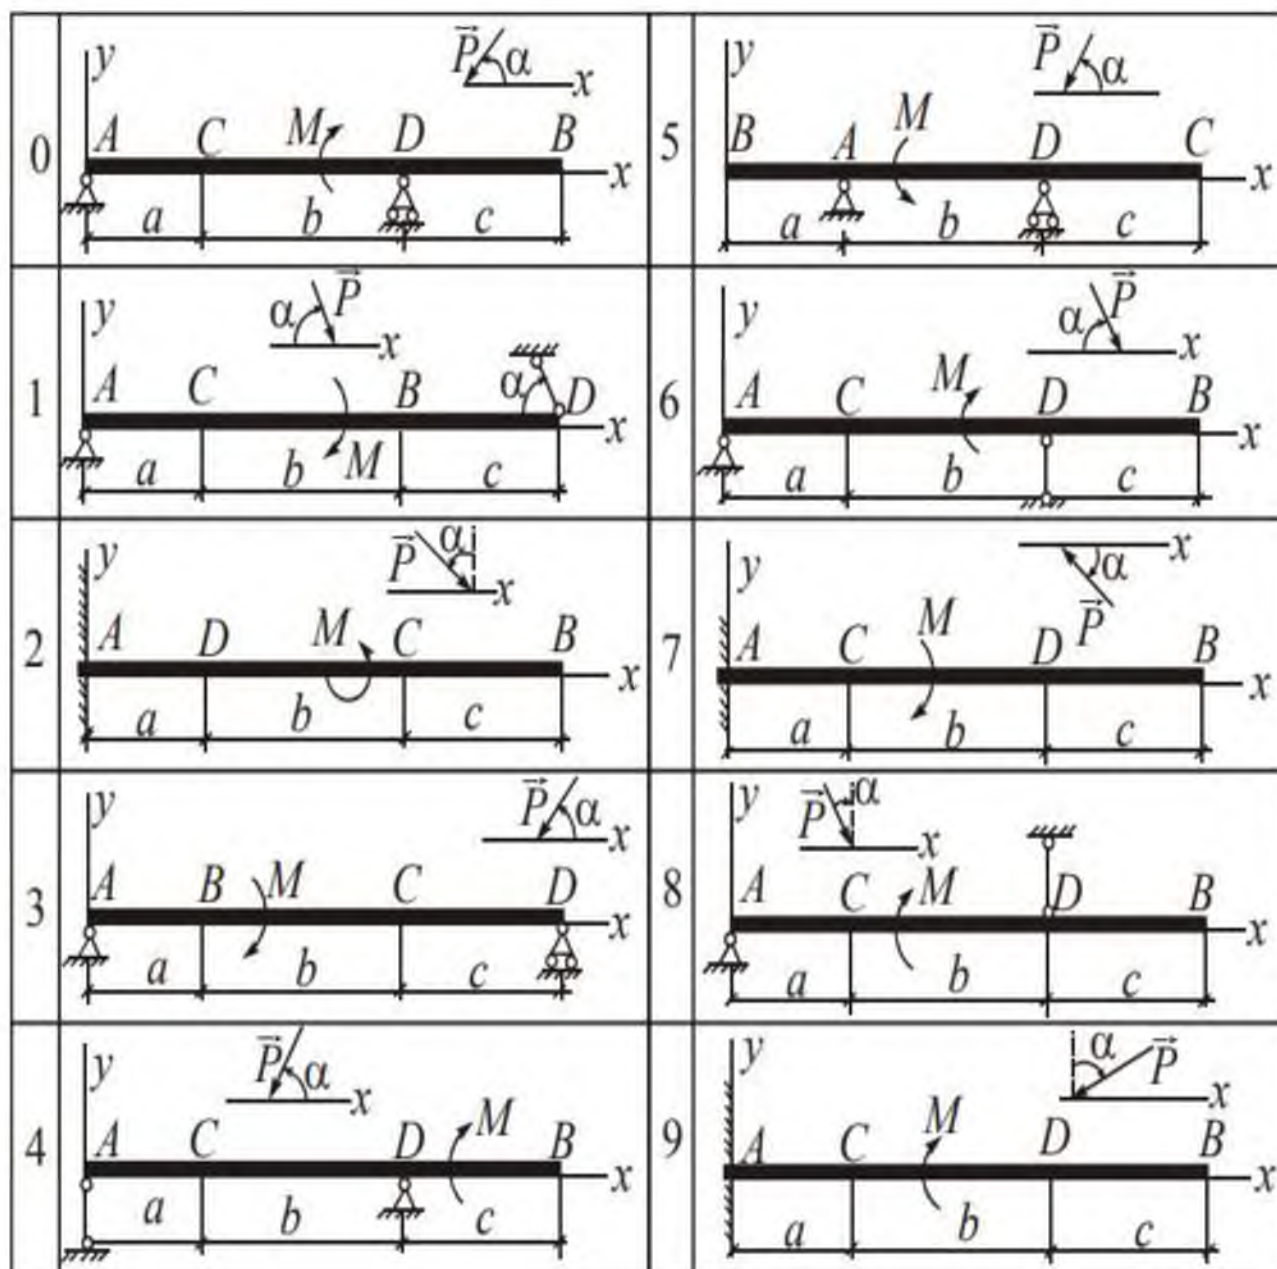 0
y
P⃗ α
x
A C M D B
x
a b c
5
y
P⃗ α
B A M D C
x
a b c
1
y
α P⃗
x
A C B α D
x
M
a b c
6
y
α P⃗
x
A C M D B
x
a b c
2
y
P⃗ α
x
A D M C B
x
a b c
7
y
x
α
P⃗
A C M D B
x
a b c
3
y
P⃗ α
x
A B M C D
x
a b c
8
y
P⃗ α
x
A C M D B
x
a b c
4
y
P⃗ α
x
A C D M B
x
a b c
9
α P⃗
x
A C M D B
x
a b c
y